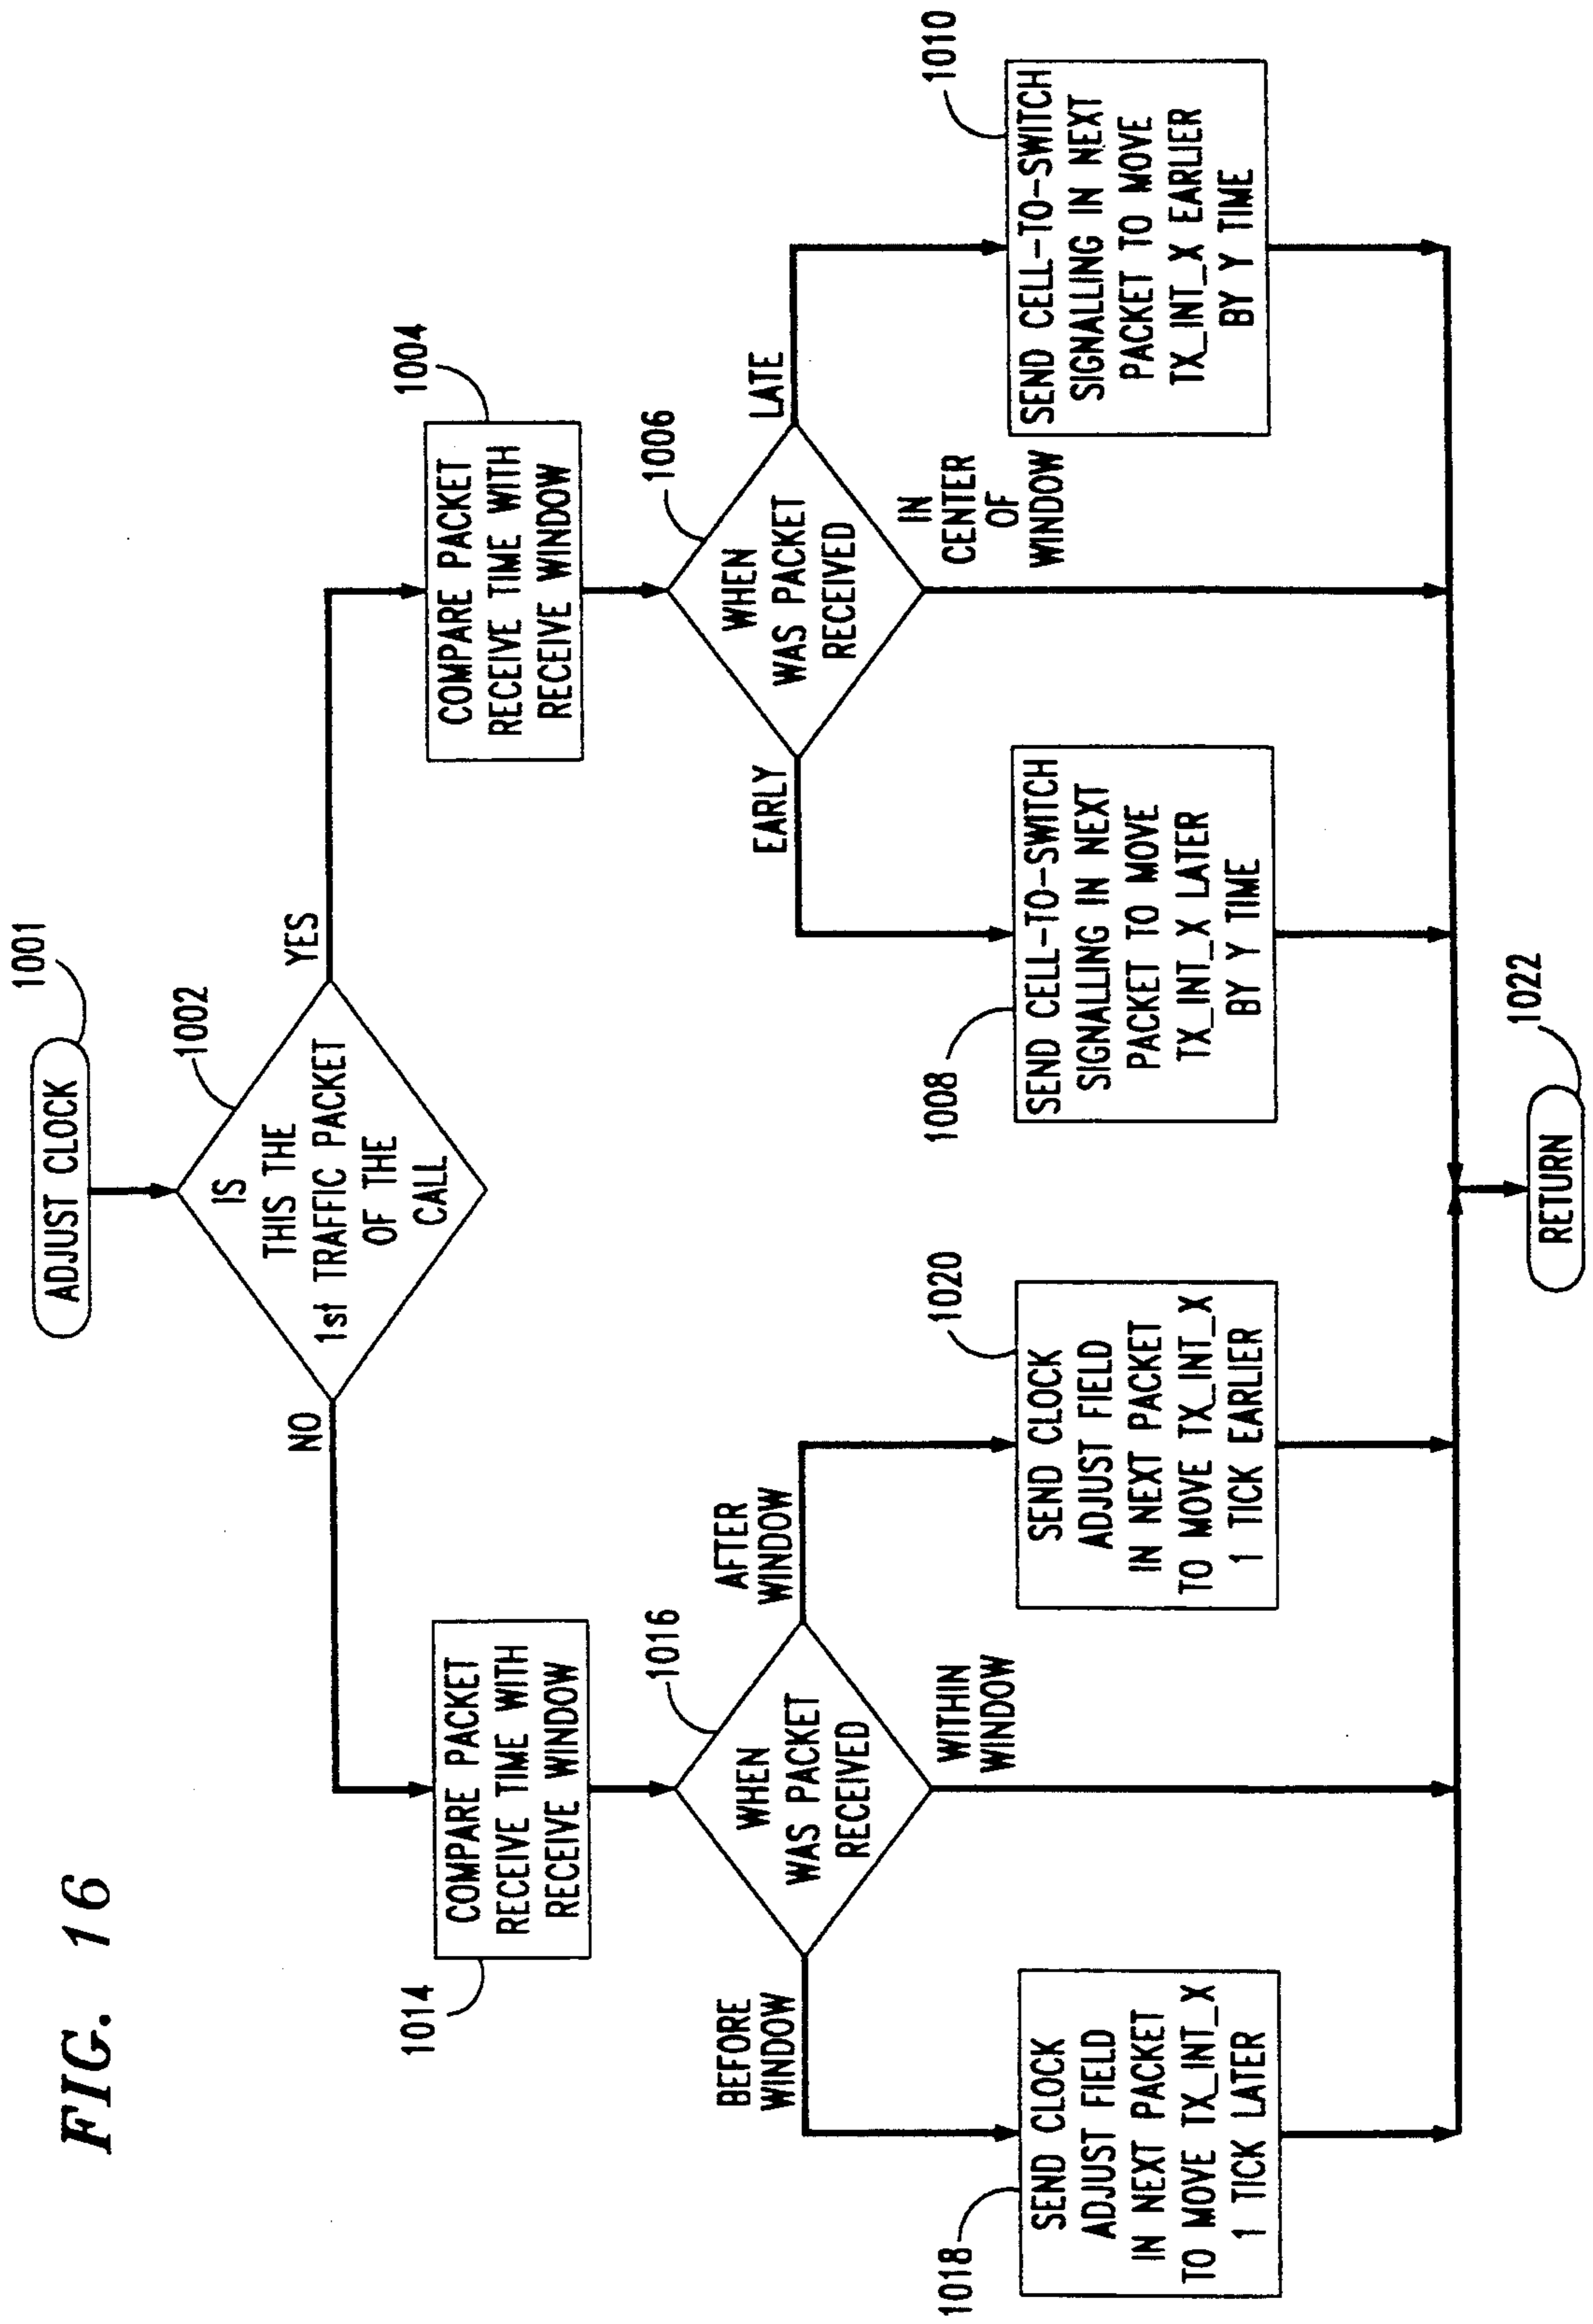 FIG. 16
ADJUST CLOCK
1001
IS
THIS THE
1st TRAFFIC PACKET
OF THE
CALL
1002
NO
YES
COMPARE PACKET
RECEIVE TIME WITH
RECEIVE WINDOW
1014
COMPARE PACKET
RECEIVE TIME WITH
RECEIVE WINDOW
1004
WHEN
WAS PACKET
RECEIVED
1016
BEFORE
WINDOW
AFTER
WINDOW
WITHIN
WINDOW
WHEN
WAS PACKET
RECEIVED
1006
EARLY
LATE
IN
CENTER
OF
WINDOW
1018
SEND CLOCK
ADJUST FIELD
IN NEXT PACKET
TO MOVE TX_INT_X
1 TICK LATER
1020
SEND CLOCK
ADJUST FIELD
IN NEXT PACKET
TO MOVE TX_INT_X
1 TICK EARLIER
1008
SEND CELL-TO-SWITCH
SIGNALLING IN NEXT
PACKET TO MOVE
TX_INT_X LATER
BY Y TIME
1010
SEND CELL-TO-SWITCH
SIGNALLING IN NEXT
PACKET TO MOVE
TX_INT_X EARLIER
BY Y TIME
RETURN
1022